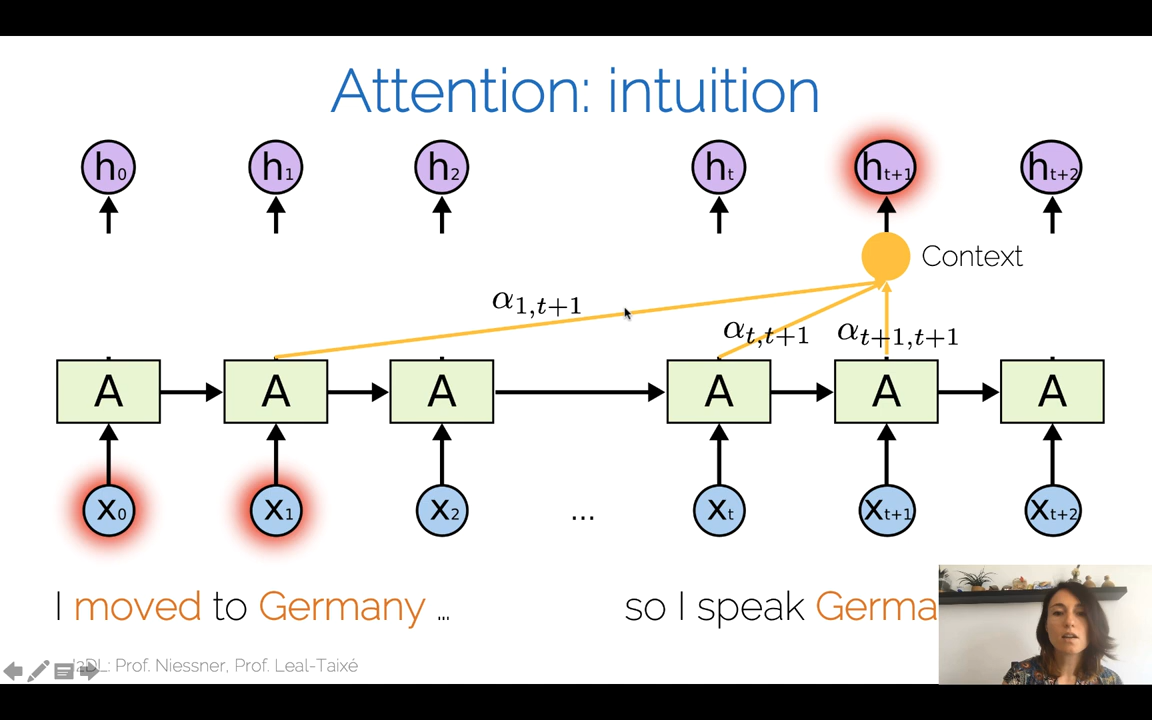 Attention: intuition
h0 h1 h2 ht ht+1 ht+2
Context
α1,t+1
αt,t+1 αt+1,t+1
A A A A A A
x0 x1 x2 ... xt xt+1 xt+2
I moved to Germany ... so I speak Germa
I2DL: Prof. Niessner, Prof. Leal-Taixé